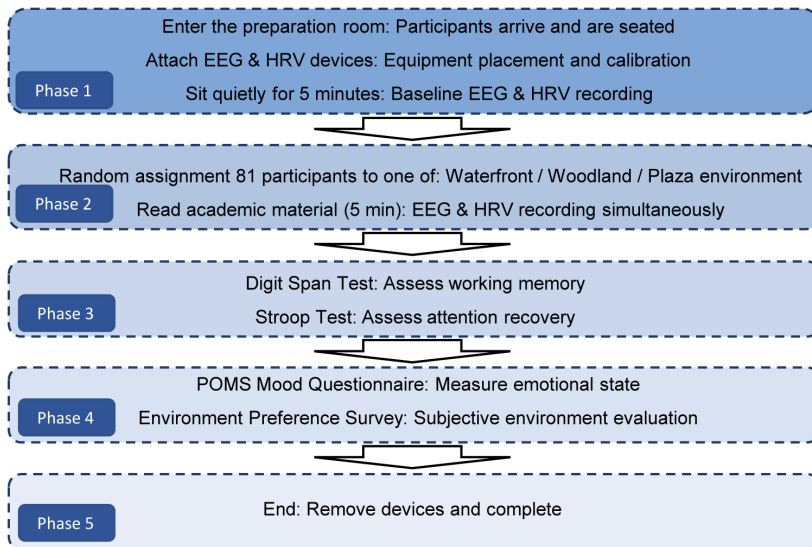 Enter the preparation room: Participants arrive and are seated
Attach EEG & HRV devices: Equipment placement and calibration
Phase 1
Sit quietly for 5 minutes: Baseline EEG & HRV recording
Random assignment 81 participants to one of: Waterfront / Woodland / Plaza environment
Phase 2
Read academic material (5 min): EEG & HRV recording simultaneously
Digit Span Test: Assess working memory
Phase 3
Stroop Test: Assess attention recovery
POMS Mood Questionnaire: Measure emotional state
Phase 4
Environment Preference Survey: Subjective environment evaluation
End: Remove devices and complete
Phase 5